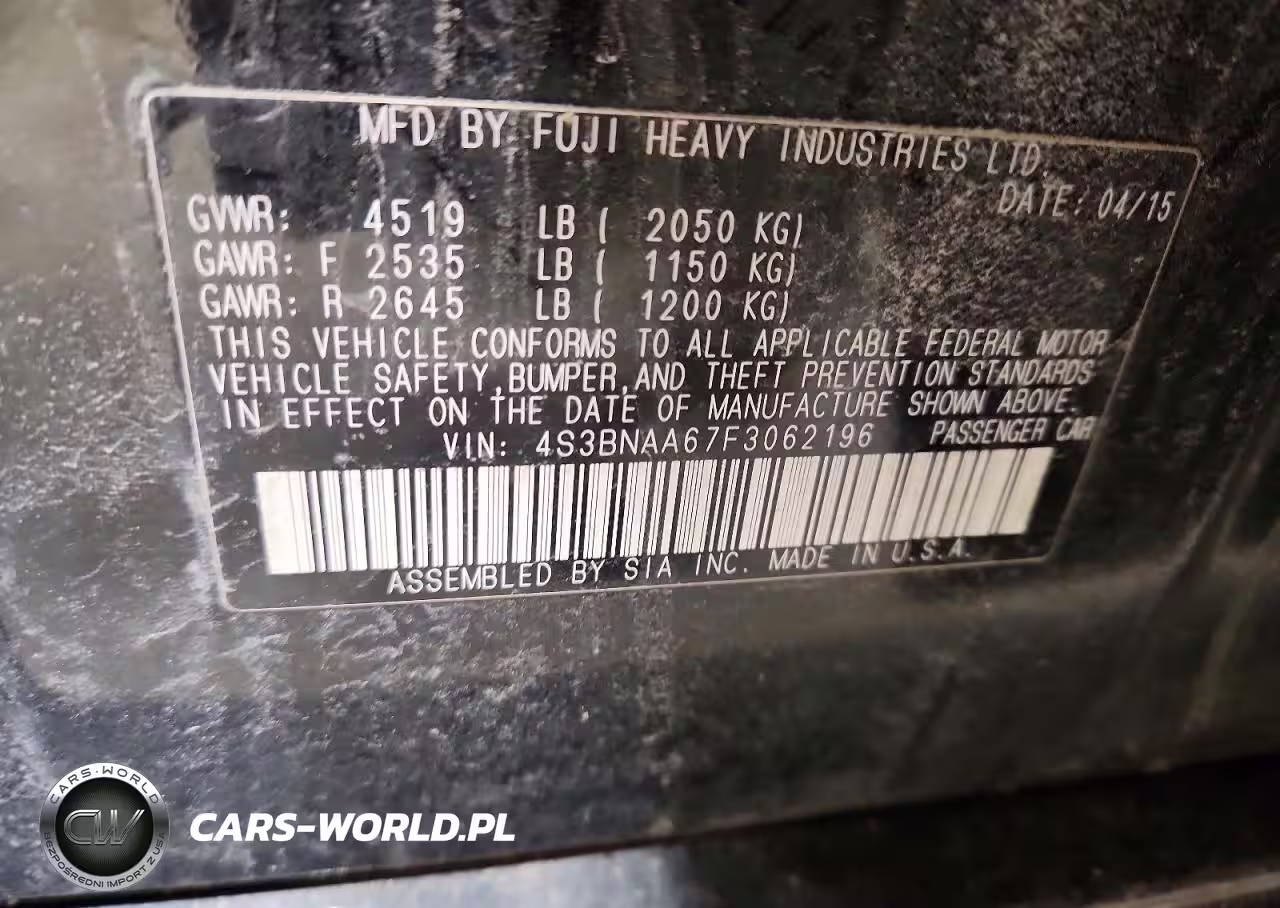 MFD BY FUJI HEAVY INDUSTRIES LTD.
DATE: 04/15
GVWR: 4519 LB ( 2050 KG)
GAWR: F 2535 LB ( 1150 KG)
GAWR: R 2645 LB ( 1200 KG)
THIS VEHICLE CONFORMS TO ALL APPLICABLE FEDERAL MOTOR
VEHICLE SAFETY, BUMPER, AND THEFT PREVENTION STANDARDS
IN EFFECT ON THE DATE OF MANUFACTURE SHOWN ABOVE.
VIN: 4S3BNAA67F3062196 PASSENGER CAR
ASSEMBLED BY SIA INC. MADE IN U.S.A.
CARS-WORLD
CW
BEZPOŚREDNI IMPORT Z USA
CARS-WORLD.PL